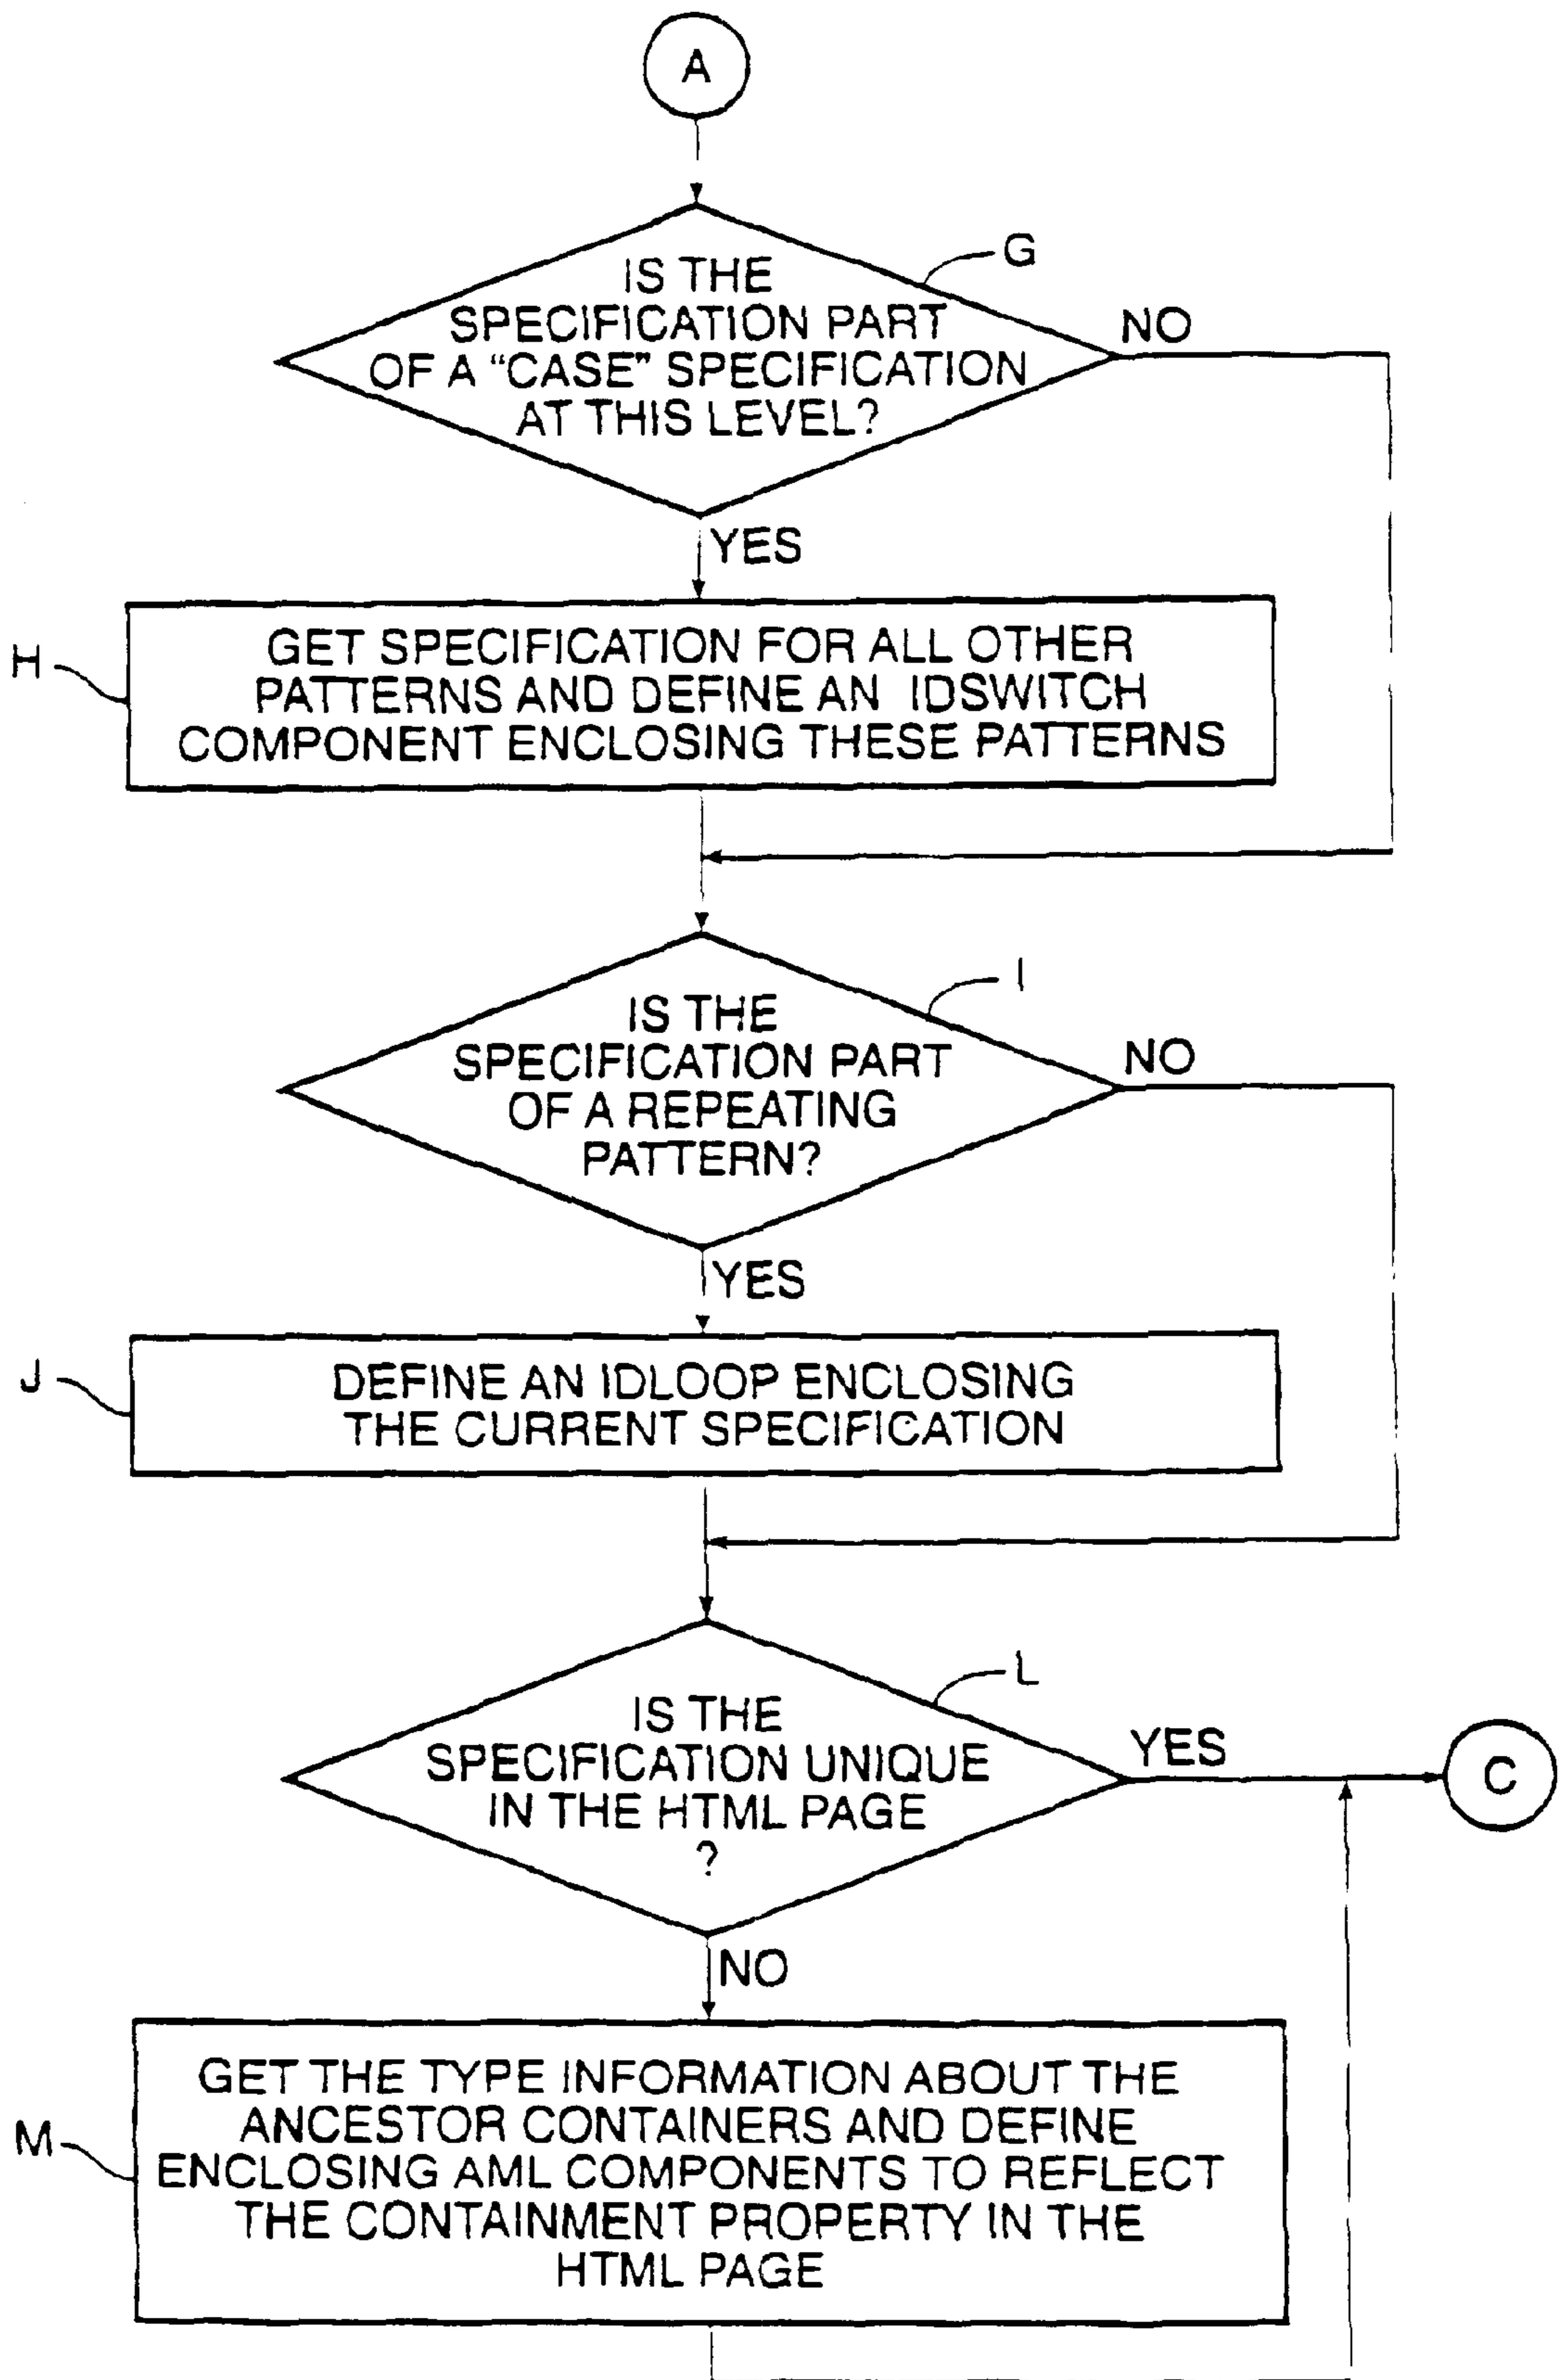 A
G
IS THE
SPECIFICATION PART
OF A “CASE” SPECIFICATION
AT THIS LEVEL?
NO
YES
H
GET SPECIFICATION FOR ALL OTHER
PATTERNS AND DEFINE AN IDSWITCH
COMPONENT ENCLOSING THESE PATTERNS
I
IS THE
SPECIFICATION PART
OF A REPEATING
PATTERN?
NO
YES
J
DEFINE AN IDLOOP ENCLOSING
THE CURRENT SPECIFICATION
L
IS THE
SPECIFICATION UNIQUE
IN THE HTML PAGE
?
YES
C
NO
M
GET THE TYPE INFORMATION ABOUT THE
ANCESTOR CONTAINERS AND DEFINE
ENCLOSING AML COMPONENTS TO REFLECT
THE CONTAINMENT PROPERTY IN THE
HTML PAGE